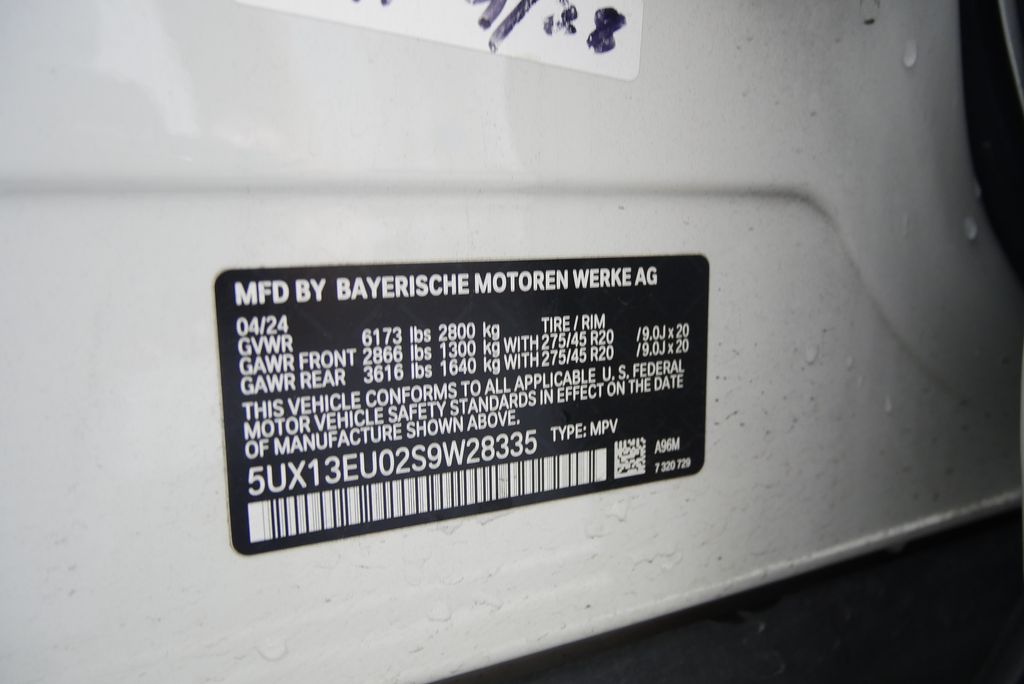 MFD BY BAYERISCHE MOTOREN WERKE AG
04/24
GVWR 6173 lbs 2800 kg TIRE / RIM
GAWR FRONT 2866 lbs 1300 kg WITH 275/45 R20 /9.0J x 20
GAWR REAR 3616 lbs 1640 kg WITH 275/45 R20 /9.0J x 20
THIS VEHICLE CONFORMS TO ALL APPLICABLE U.S. FEDERAL
MOTOR VEHICLE SAFETY STANDARDS IN EFFECT ON THE DATE
OF MANUFACTURE SHOWN ABOVE.
5UX13EU02S9W28335 TYPE: MPV
A96M
7 320 729